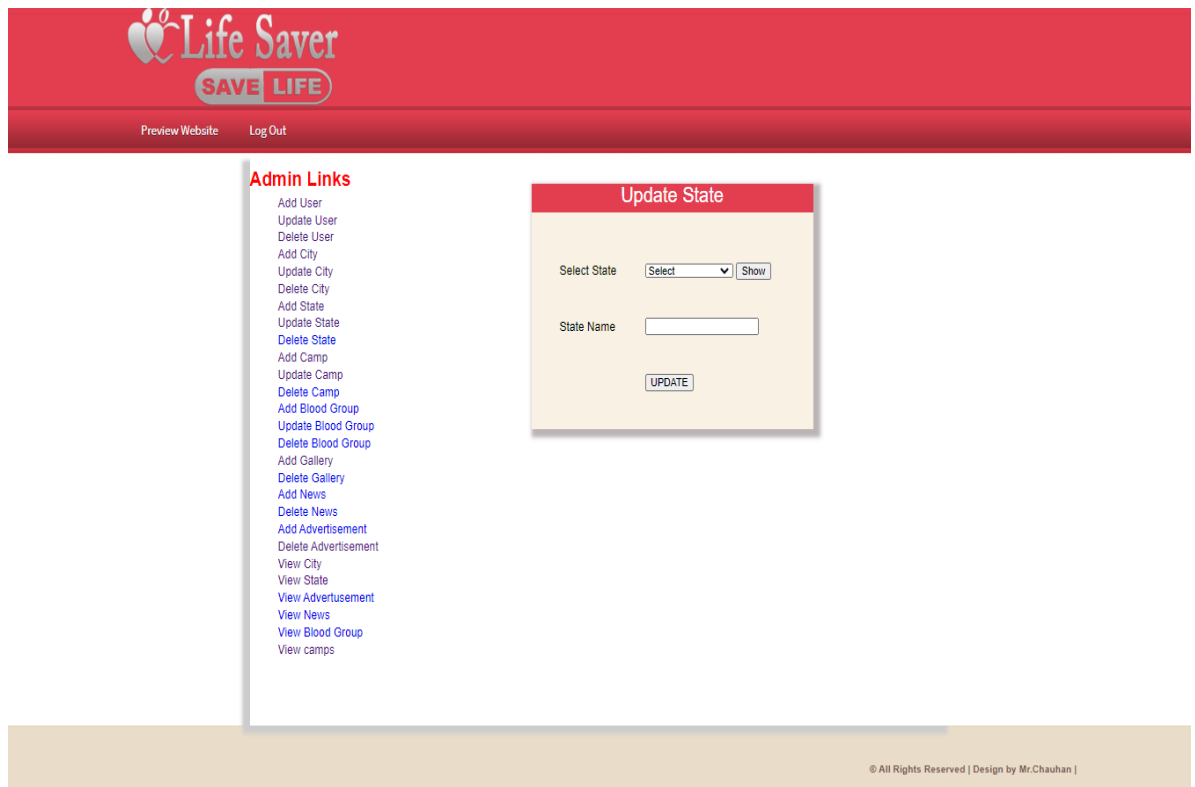 Life Saver
SAVE LIFE
Preview Website Log Out
Admin Links
Add User
Update User
Delete User
Add City
Update City
Delete City
Add State
Update State
Delete State
Add Camp
Update Camp
Delete Camp
Add Blood Group
Update Blood Group
Delete Blood Group
Add Gallery
Delete Gallery
Add News
Delete News
Add Advertisement
Delete Advertisement
View City
View State
View Advertusement
View News
View Blood Group
View camps
Update State
Select State Select Show
State Name
UPDATE
© All Rights Reserved | Design by Mr.Chauhan |